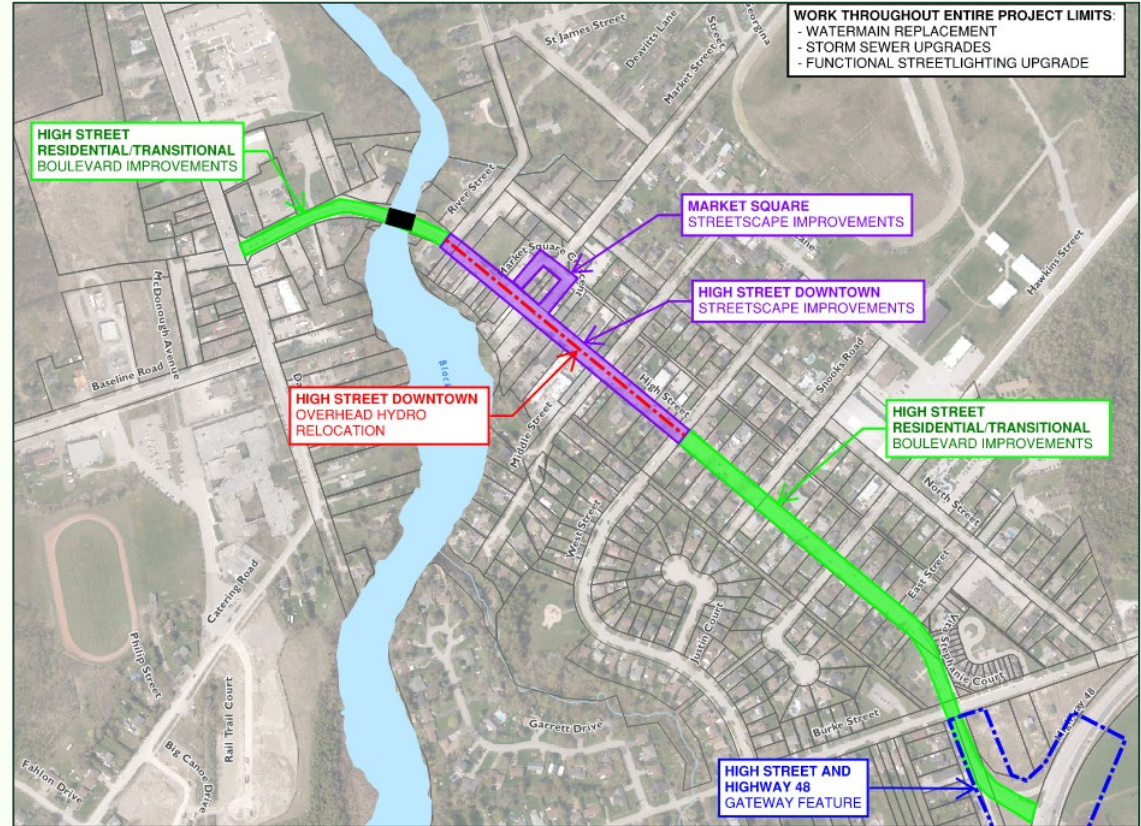 WORK THROUGHOUT ENTIRE PROJECT LIMITS:
- WATERMAIN REPLACEMENT
- STORM SEWER UPGRADES
- FUNCTIONAL STREETLIGHTING UPGRADE
St James Street
Deavitts Lane
Market Street
Street
Georgina
HIGH STREET
RESIDENTIAL/TRANSITIONAL
BOULEVARD IMPROVEMENTS
River Street
MARKET SQUARE
STREETSCAPE IMPROVEMENTS
Lane
Hawkins Street
Market Square Crescent
McDonough Avenue
HIGH STREET DOWNTOWN
STREETSCAPE IMPROVEMENTS
Baseline Road
Black
Snooks Road
HIGH STREET DOWNTOWN
OVERHEAD HYDRO
RELOCATION
High Street
Middle Street
HIGH STREET
RESIDENTIAL/TRANSITIONAL
BOULEVARD IMPROVEMENTS
North Street
West Street
Catering Road
East Street
Philip Street
Justin Court
Vita
Stephanie Court
Highway 48
Rail Trail Court
Garrett Drive
Burke Street
Big Canoe Drive
Fahlon Drive
HIGH STREET AND
HIGHWAY 48
GATEWAY FEATURE